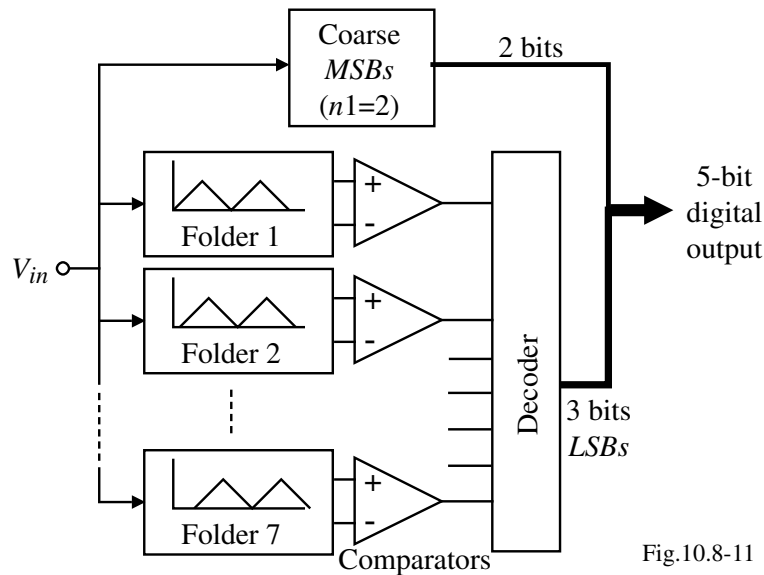 Coarse
MSBs
(n1=2)
2 bits
+
-
Folder 1
5-bit
digital
output
Vin
+
-
Folder 2
Decoder
3 bits
LSBs
+
-
Folder 7
Comparators
Fig.10.8-11